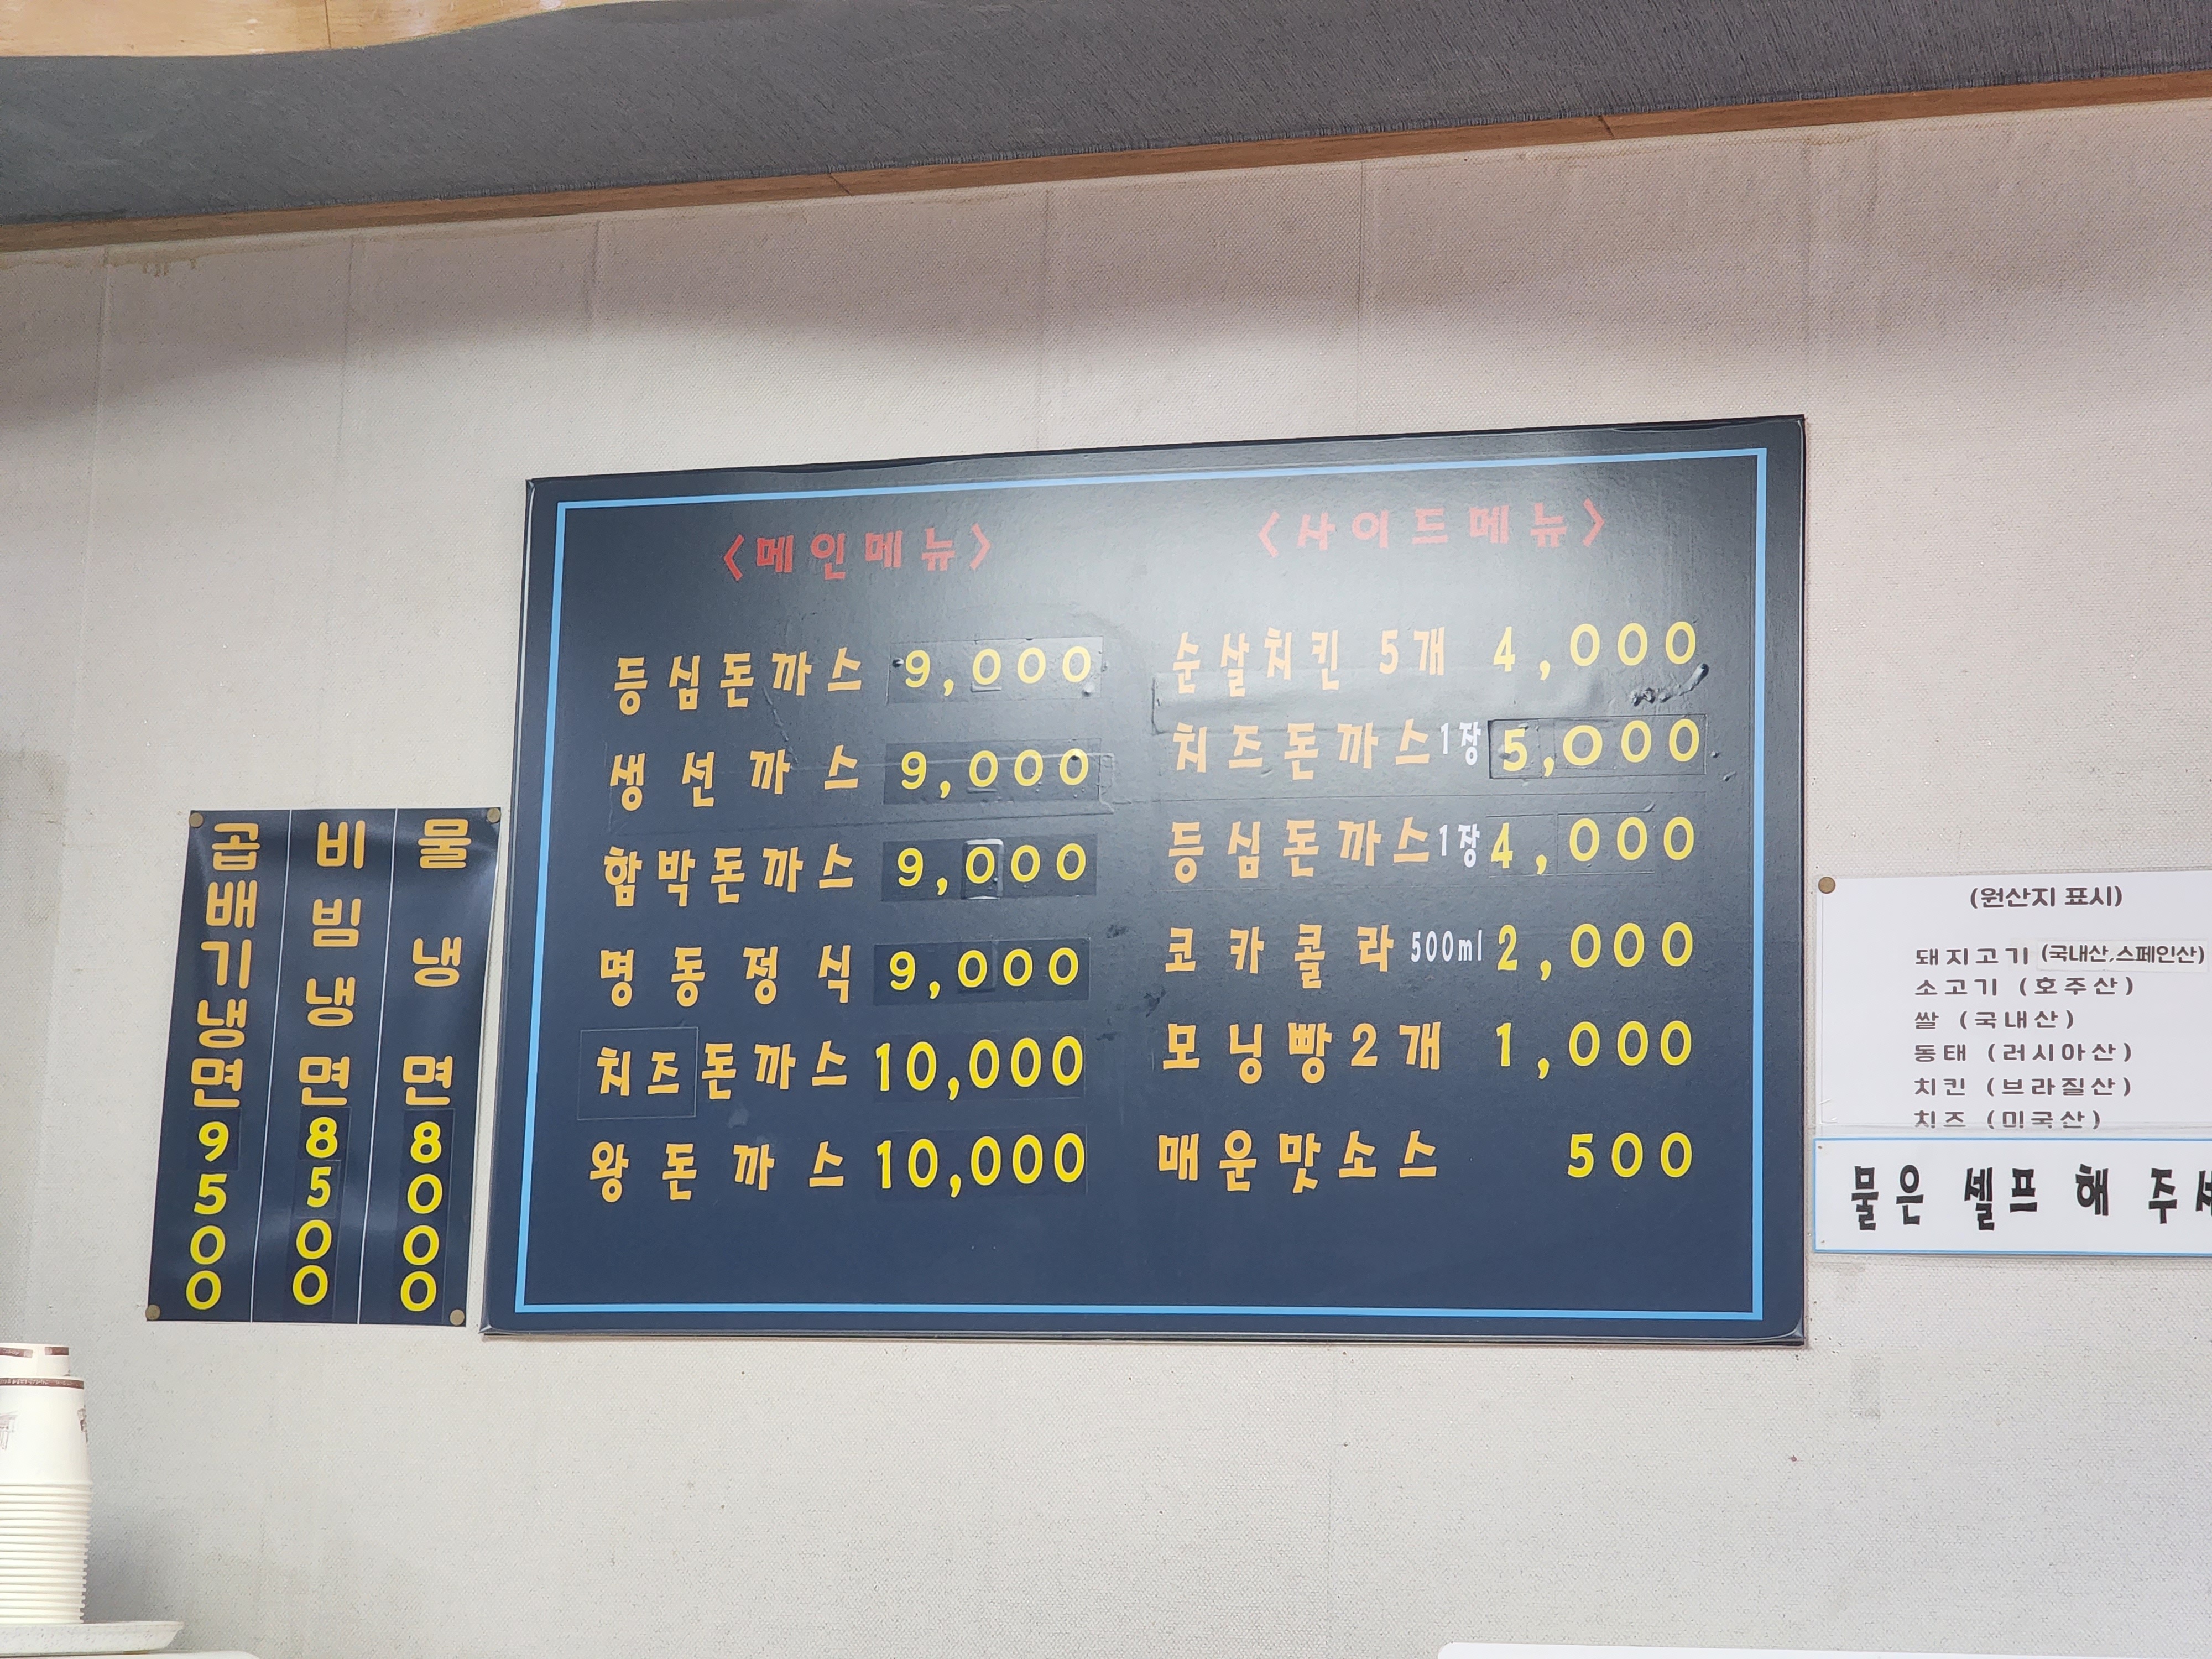 곱배기냉면 9500
비빔냉면 8500
물냉면 8000
<메인메뉴>
등심돈까스 9,000
생선까스 9,000
함박돈까스 9,000
명동정식 9,000
치즈돈까스 10,000
왕돈까스 10,000
<사이드메뉴>
순살치킨 5개 4,000
치즈돈까스1장 5,000
등심돈까스1장 4,000
코카콜라 500ml 2,000
모닝빵2개 1,000
매운맛소스 500
(원산지 표시)
돼지고기 (국내산,스페인산)
소고기 (호주산)
쌀 (국내산)
동태 (러시아산)
치킨 (브라질산)
치즈 (미국산)
물은 셀프 해